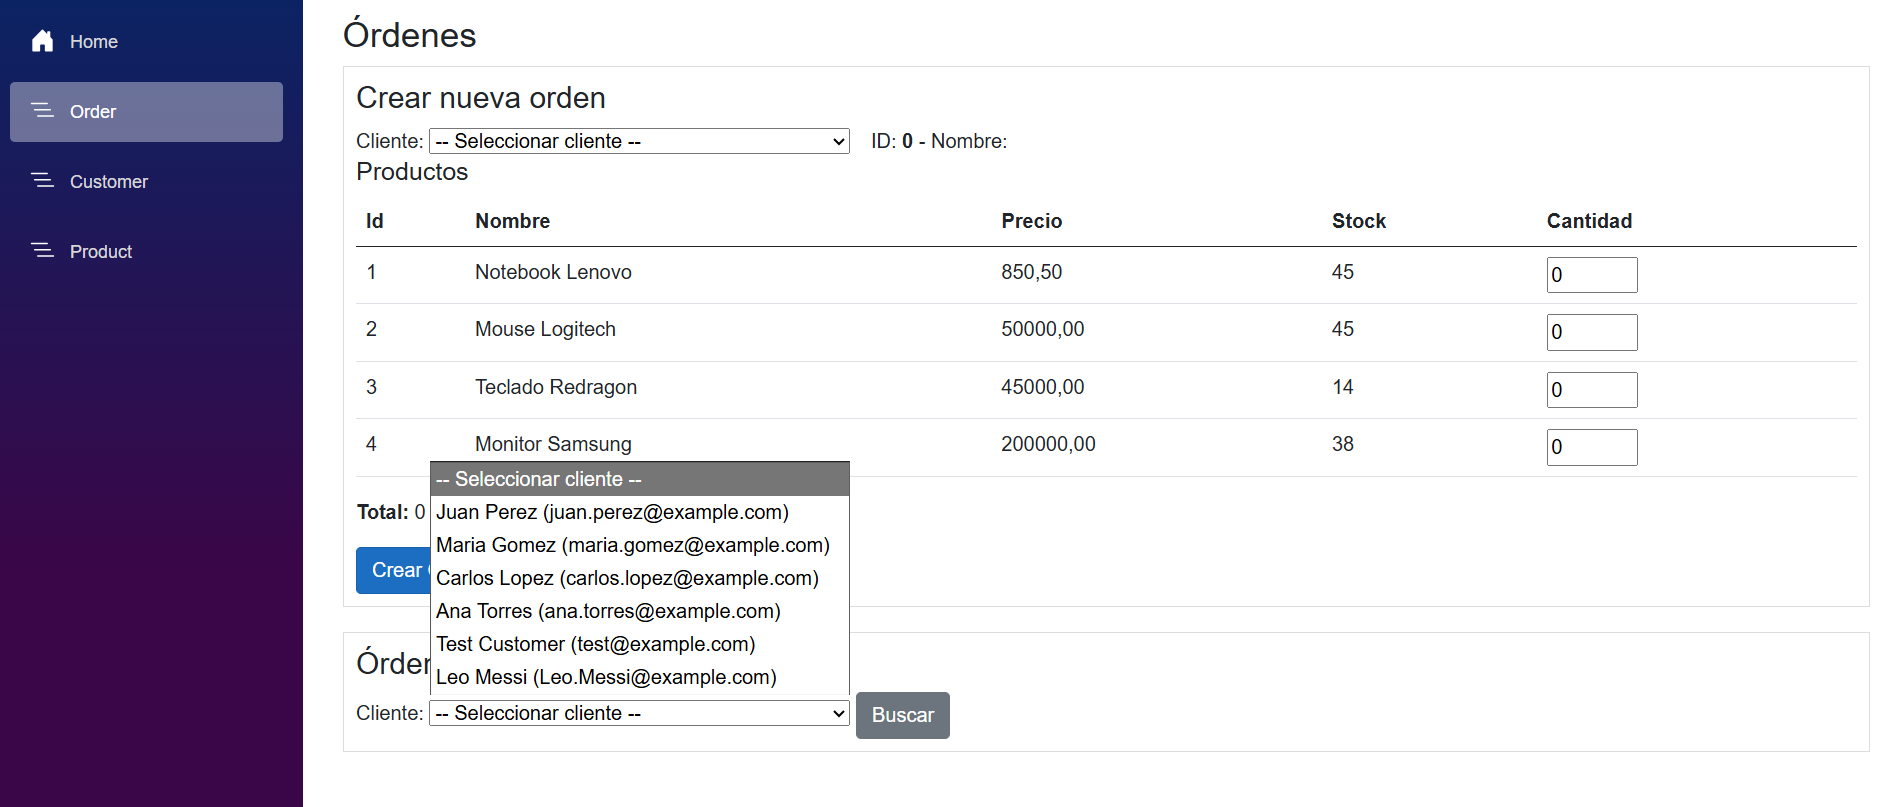 Home
Order
Customer
Product
Órdenes
Crear nueva orden
Cliente: -- Seleccionar cliente -- ID: 0 - Nombre:
Productos
Id Nombre Precio Stock Cantidad
1 Notebook Lenovo 850,50 45 0
2 Mouse Logitech 50000,00 45 0
3 Teclado Redragon 45000,00 14 0
4 Monitor Samsung 200000,00 38 0
Total: 0
Crear
-- Seleccionar cliente --
Juan Perez (juan.perez@example.com)
Maria Gomez (maria.gomez@example.com)
Carlos Lopez (carlos.lopez@example.com)
Ana Torres (ana.torres@example.com)
Test Customer (test@example.com)
Leo Messi (Leo.Messi@example.com)
Cliente: -- Seleccionar cliente -- Buscar